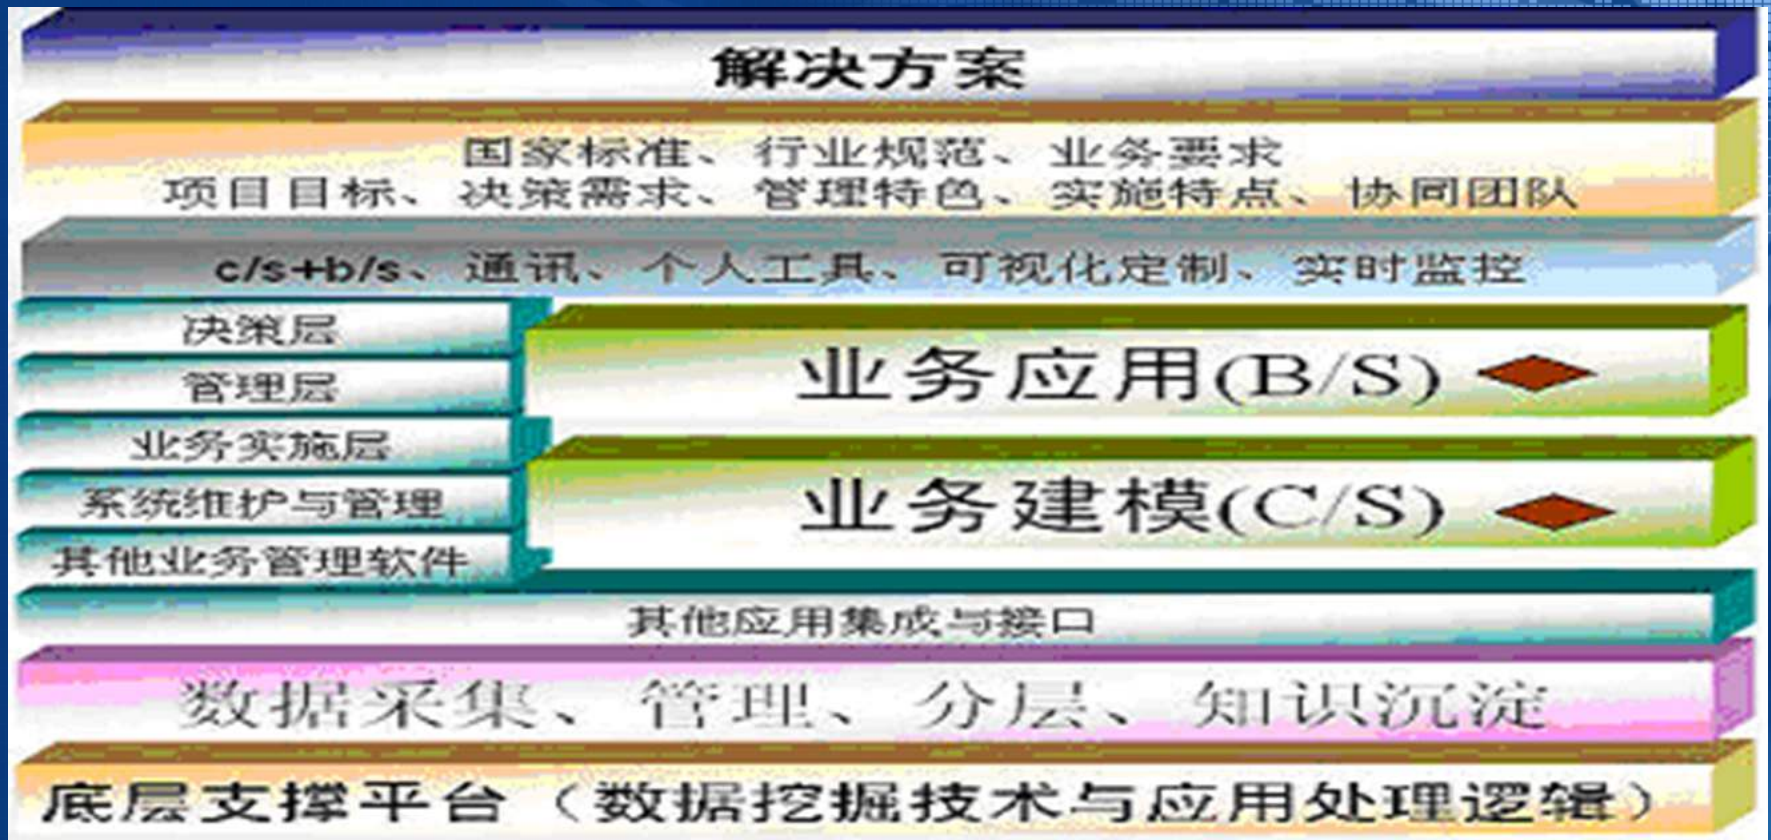 解决方案
国家标准、行业规范、业务要求
项目目标、决策需求、管理特色、实施特点、协同团队
c/s+b/s、通讯、个人工具、可视化定制、实时监控
决策层
管理层
业务实施层
系统维护与管理
其他业务管理软件
业务应用(B/S)
业务建模(C/S)
其他应用集成与接口
数据采集、管理、分层、知识沉淀
底层支撑平台（数据挖掘技术与应用处理逻辑）